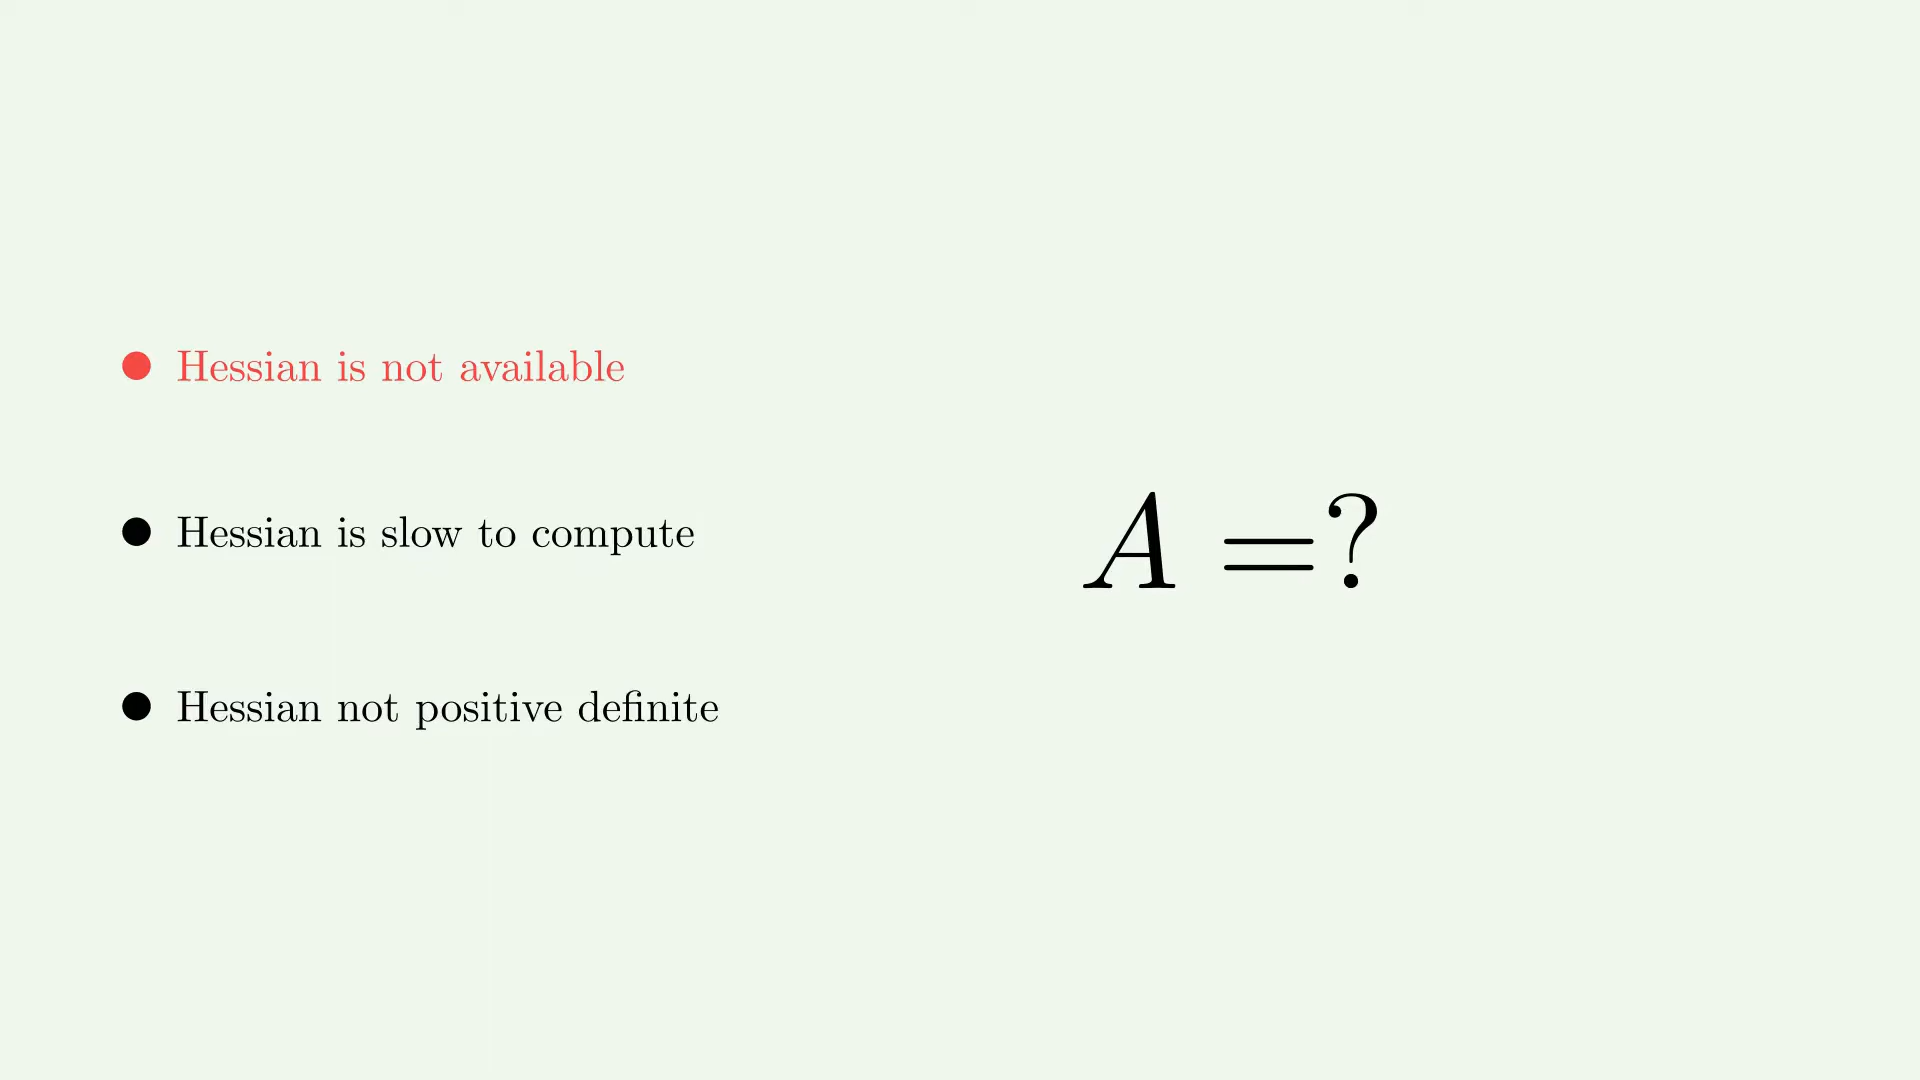 ● Hessian is not available
● Hessian is slow to compute
A =?
● Hessian not positive definite